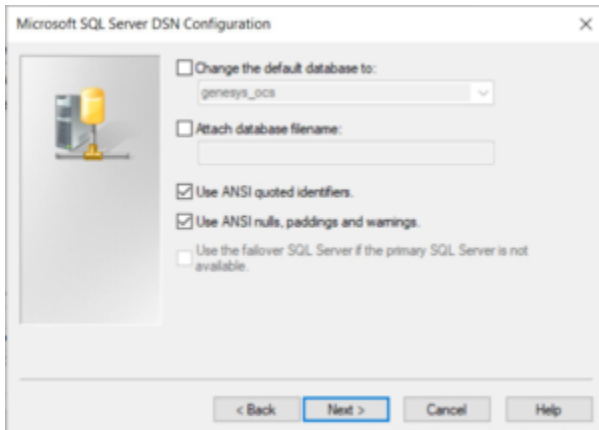 Microsoft SQL Server DSN Configuration
Change the default database to:
genesys_ocs
Attach database filename:
Use ANSI quoted identifiers.
Use ANSI nulls, paddings and warnings.
Use the failover SQL Server if the primary SQL Server is not
available.
< Back
Next >
Cancel
Help